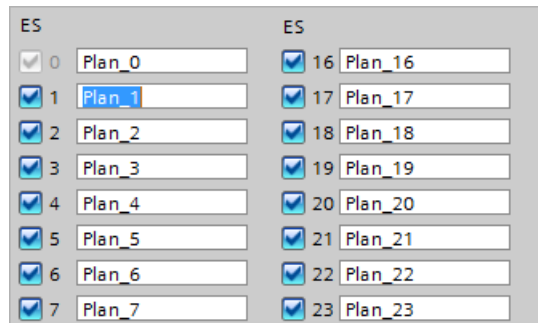 ES
0 Plan_0
1 Plan_1
2 Plan_2
3 Plan_3
4 Plan_4
5 Plan_5
6 Plan_6
7 Plan_7
ES
16 Plan_16
17 Plan_17
18 Plan_18
19 Plan_19
20 Plan_20
21 Plan_21
22 Plan_22
23 Plan_23